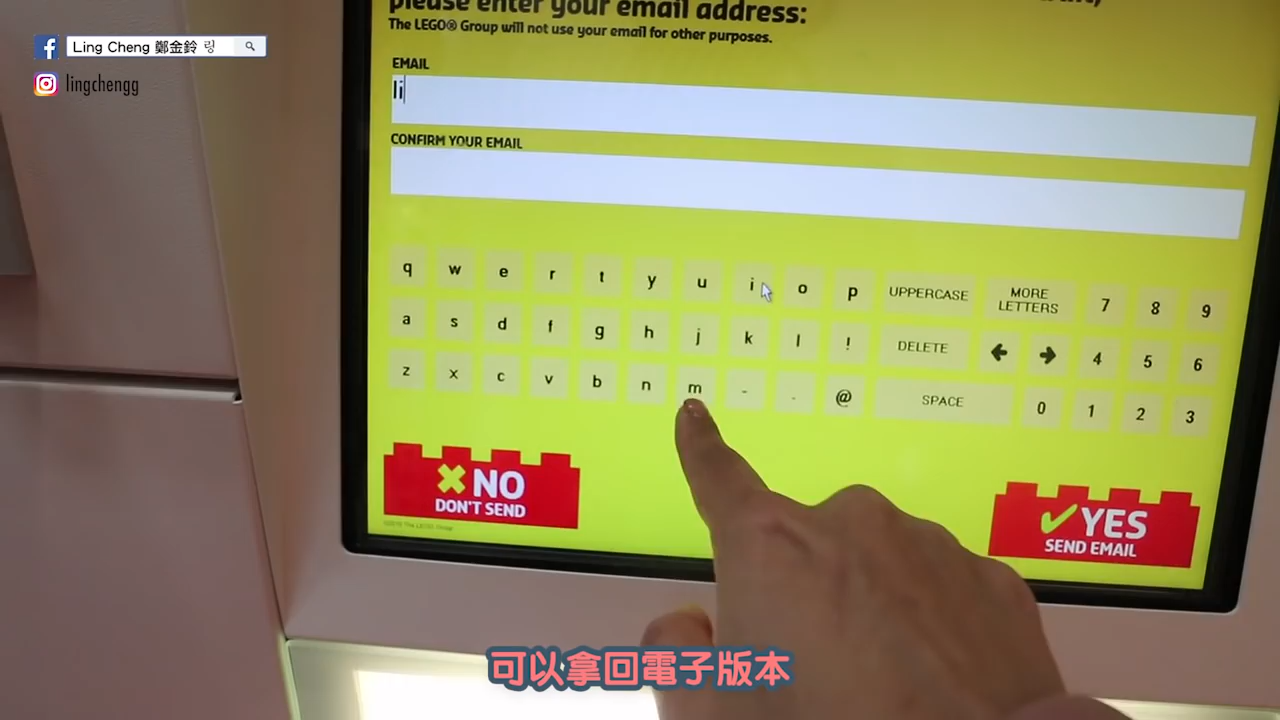 please enter your email address:
The LEGO® Group will not use your email for other purposes.
Ling Cheng 鄭金鈴 링
lingchengg
EMAIL
li
CONFIRM YOUR EMAIL
q w e r t y u i o p UPPERCASE MORE LETTERS 7 8 9
a s d f g h j k l ! DELETE 4 5 6
z x c v b n m - . @ SPACE 0 1 2 3
NO
DON'T SEND
YES
SEND EMAIL
可以拿回電子版本